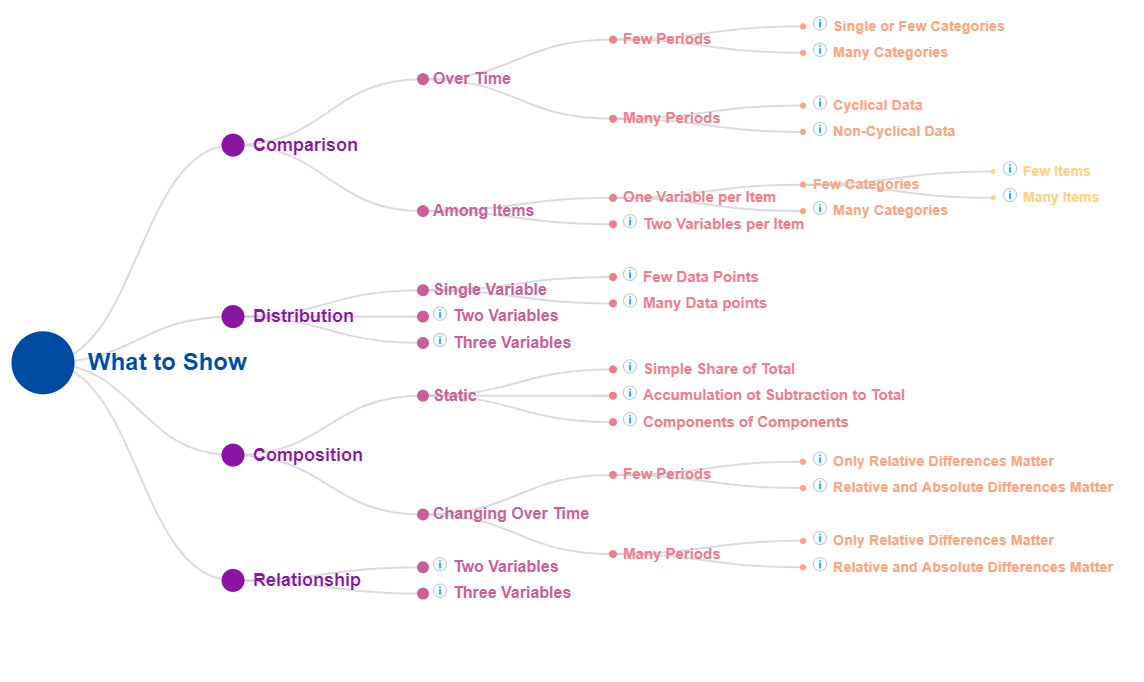 Single or Few Categories
Few Periods
Many Categories
Over Time
Cyclical Data
Many Periods
Non-Cyclical Data
Comparison
Few Items
Few Categories
One Variable per Item
Many Items
Among Items
Many Categories
Two Variables per Item
Few Data Points
Single Variable
Many Data points
Distribution
Two Variables
Three Variables
What to Show
Simple Share of Total
Static
Accumulation ot Subtraction to Total
Components of Components
Composition
Only Relative Differences Matter
Few Periods
Relative and Absolute Differences Matter
Changing Over Time
Only Relative Differences Matter
Many Periods
Relative and Absolute Differences Matter
Two Variables
Relationship
Three Variables